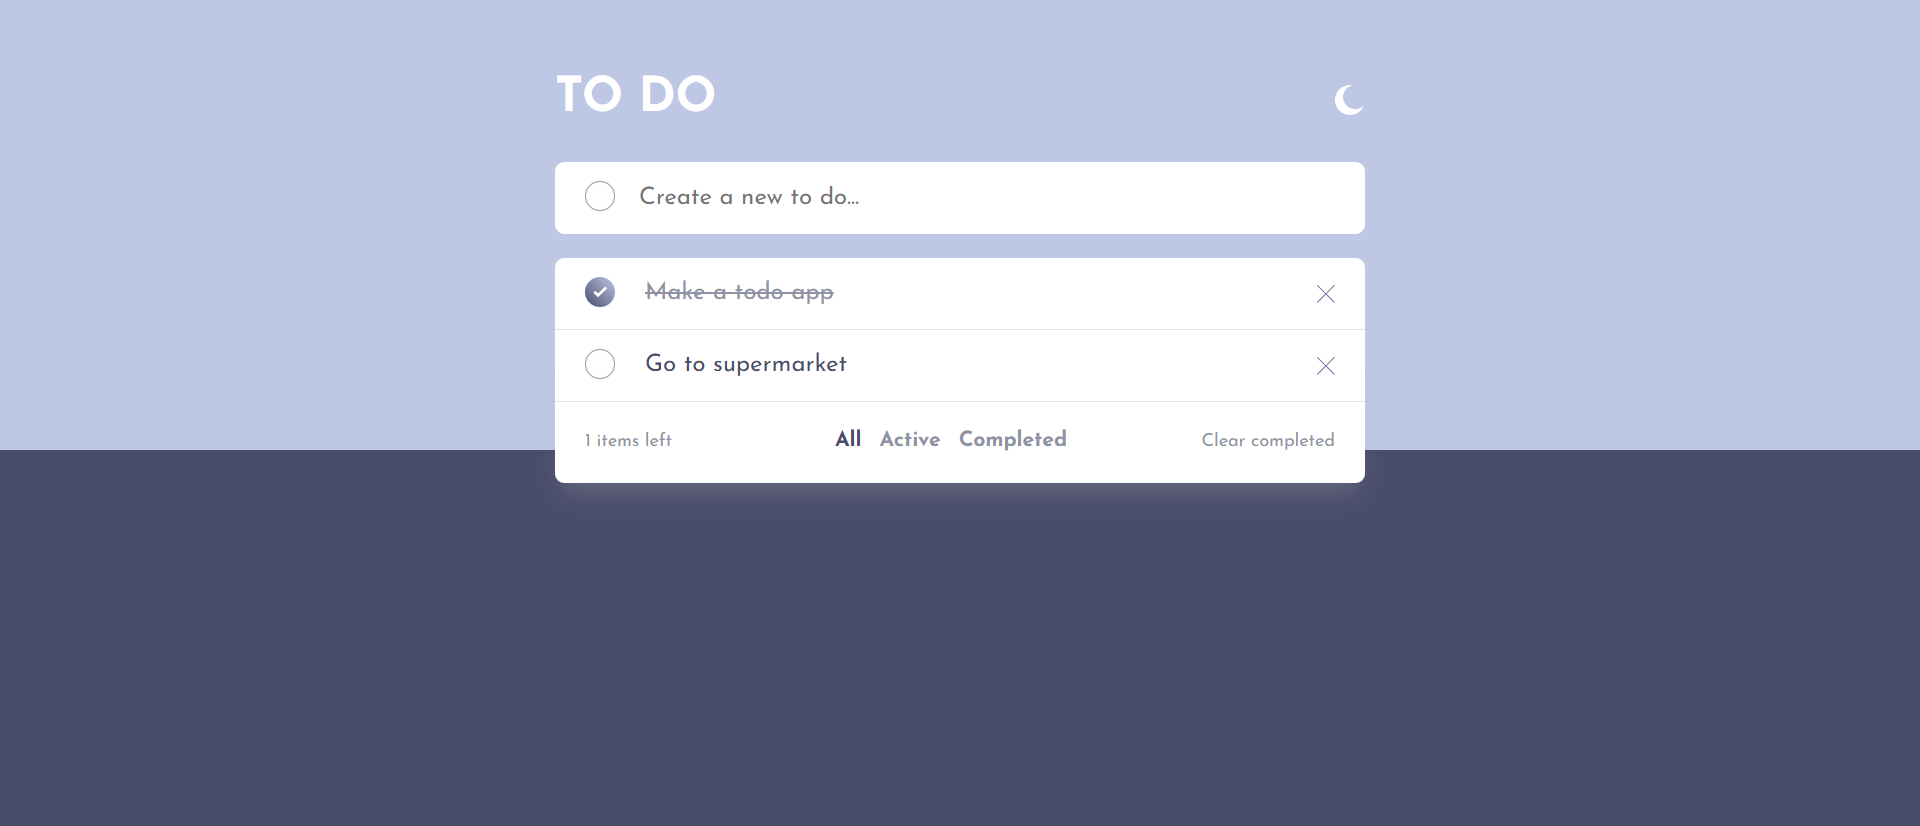 TO DO
Create a new to do...
Make a todo app
Go to supermarket
1 items left
All Active Completed
Clear completed